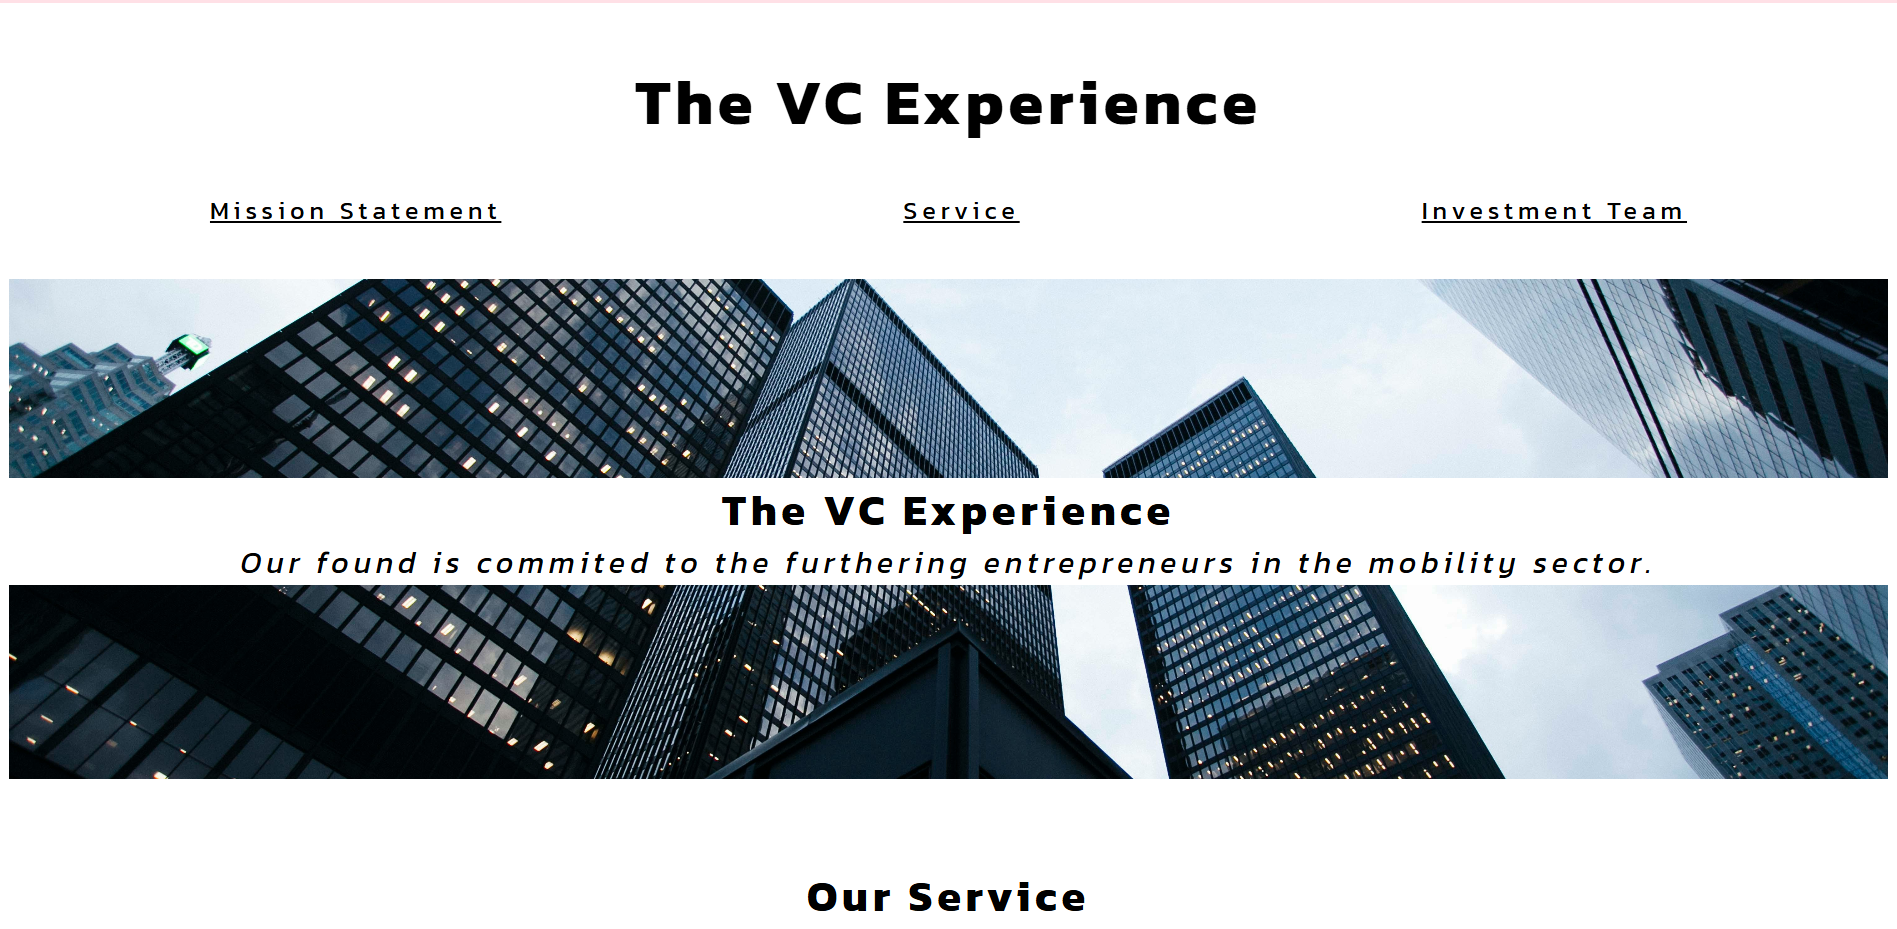 The VC Experience
Mission Statement Service Investment Team
The VC Experience
Our found is commited to the furthering entrepreneurs in the mobility sector.
Our Service